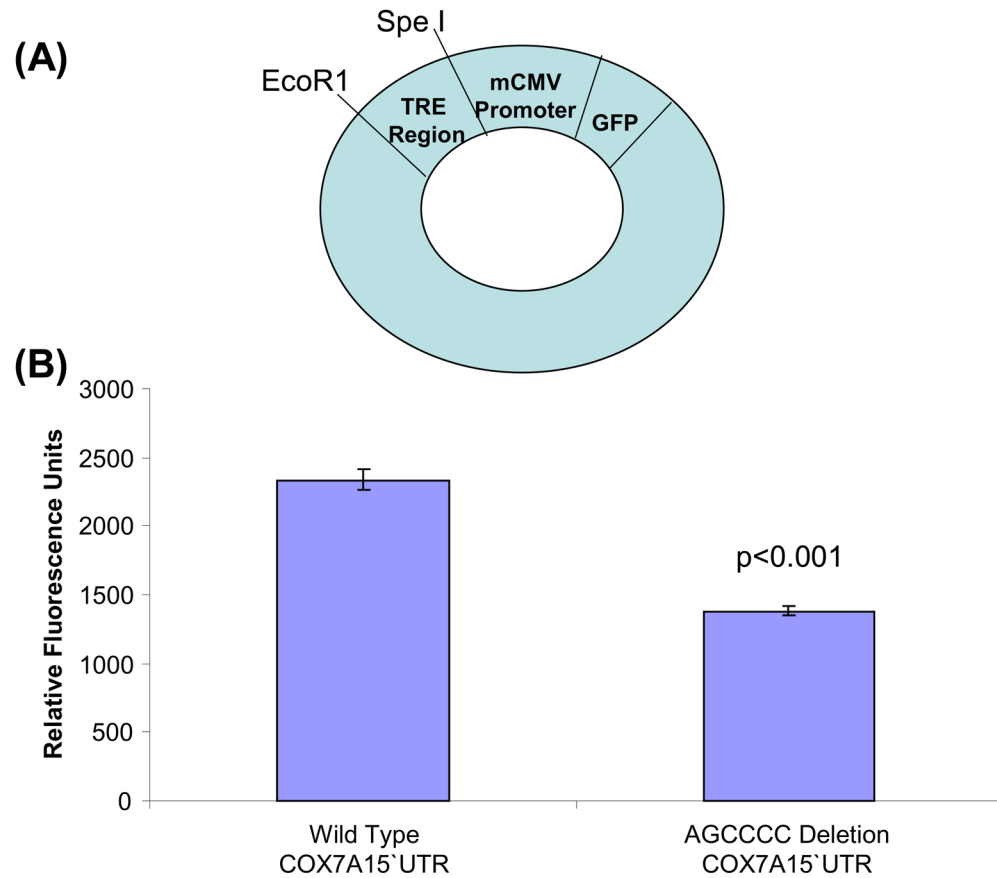 (A)
Spe I
EcoR1
TRE
Region
mCMV
Promoter
GFP
(B)
Relative Fluorescence Units
3000
2500
2000
1500
1000
500
0
p<0.001
Wild Type
COX7A15`UTR
AGCCCC Deletion
COX7A15`UTR